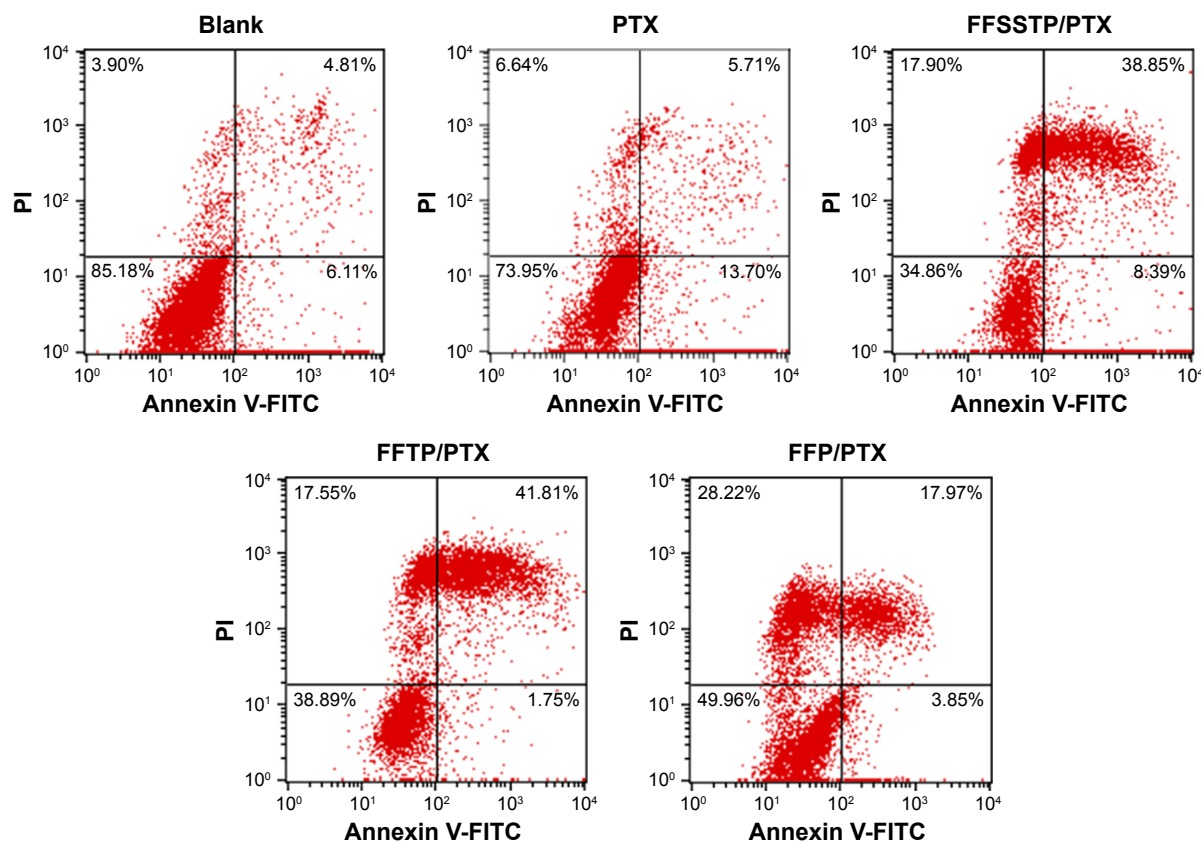 Blank
PTX
FFSSTP/PTX
10⁴
3.90%
4.81%
10³
PI
10²
85.18%
6.11%
10¹
10⁰
10⁰ 10¹ 10² 10³ 10⁴
Annexin V-FITC
10⁴
6.64%
5.71%
10³
PI
10²
73.95%
13.70%
10¹
10⁰
10⁰ 10¹ 10² 10³ 10⁴
Annexin V-FITC
10⁴
17.90%
38.85%
10³
PI
10²
34.86%
8.39%
10¹
10⁰
10⁰ 10¹ 10² 10³ 10⁴
Annexin V-FITC
FFTP/PTX
FFP/PTX
10⁴
17.55%
41.81%
10³
PI
10²
38.89%
1.75%
10¹
10⁰
10⁰ 10¹ 10² 10³ 10⁴
Annexin V-FITC
10⁴
28.22%
17.97%
10³
PI
10²
49.96%
3.85%
10¹
10⁰
10⁰ 10¹ 10² 10³ 10⁴
Annexin V-FITC